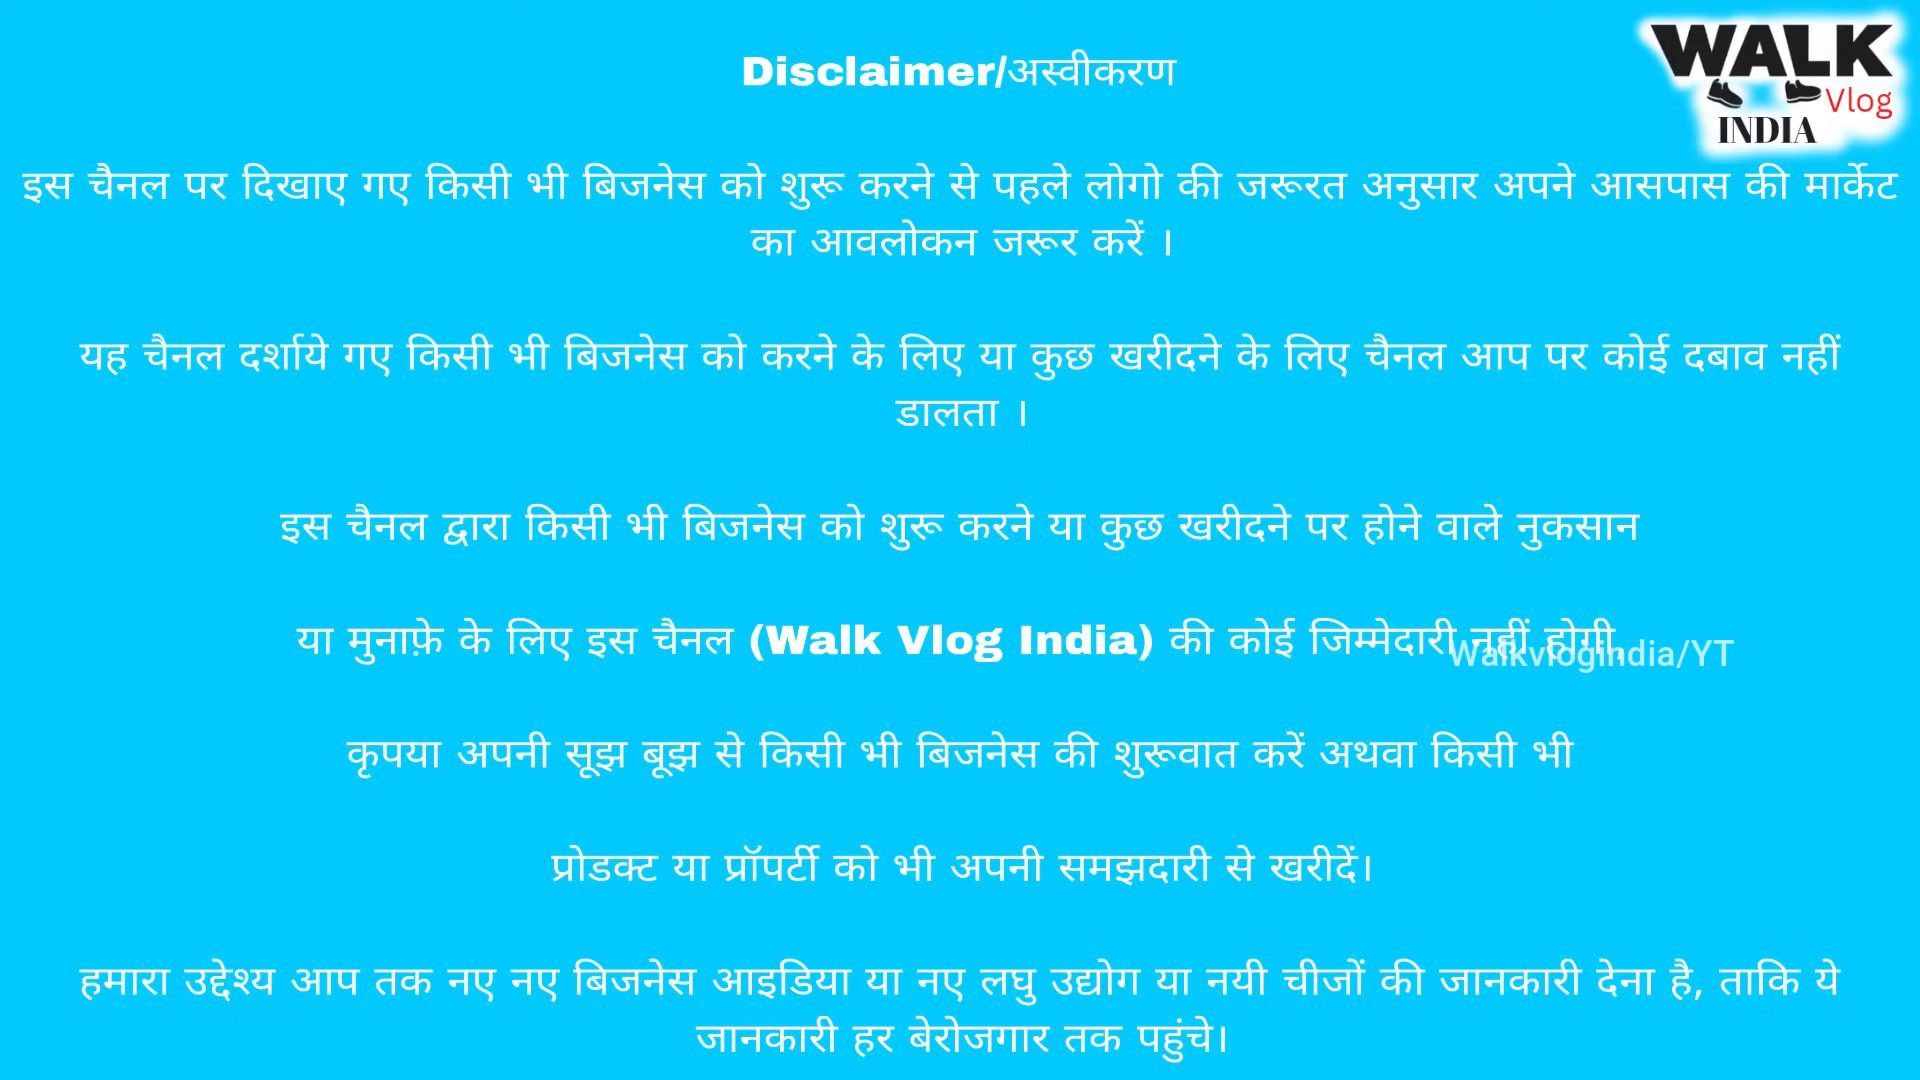 WALK
Vlog
INDIA
Disclaimer/अस्वीकरण
इस चैनल पर दिखाए गए किसी भी बिजनेस को शुरू करने से पहले लोगो की जरूरत अनुसार अपने आसपास की मार्केट
का आवलोकन जरूर करें ।
यह चैनल दर्शाये गए किसी भी बिजनेस को करने के लिए या कुछ खरीदने के लिए चैनल आप पर कोई दबाव नहीं
डालता ।
इस चैनल द्वारा किसी भी बिजनेस को शुरू करने या कुछ खरीदने पर होने वाले नुकसान
या मुनाफ़े के लिए इस चैनल (Walk Vlog India) की कोई जिम्मेदारी नहीं होगी,
Walkvlogindia/YT
कृपया अपनी सूझ बूझ से किसी भी बिजनेस की शुरूवात करें अथवा किसी भी
प्रोडक्ट या प्रॉपर्टी को भी अपनी समझदारी से खरीदें।
हमारा उद्देश्य आप तक नए नए बिजनेस आइडिया या नए लघु उद्योग या नयी चीजों की जानकारी देना है, ताकि ये
जानकारी हर बेरोजगार तक पहुंचे।